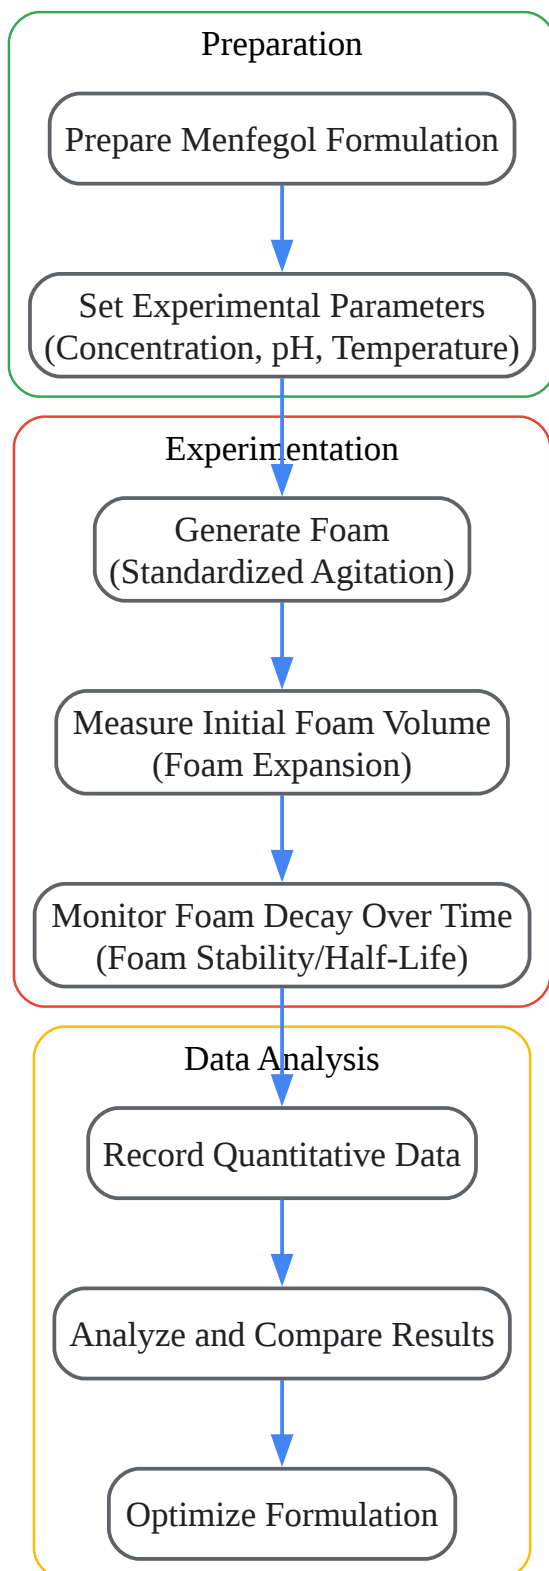 Preparation
Prepare Menfegol Formulation
Set Experimental Parameters
(Concentration, pH, Temperature)
Experimentation
Generate Foam
(Standardized Agitation)
Measure Initial Foam Volume
(Foam Expansion)
Monitor Foam Decay Over Time
(Foam Stability/Half-Life)
Data Analysis
Record Quantitative Data
Analyze and Compare Results
Optimize Formulation